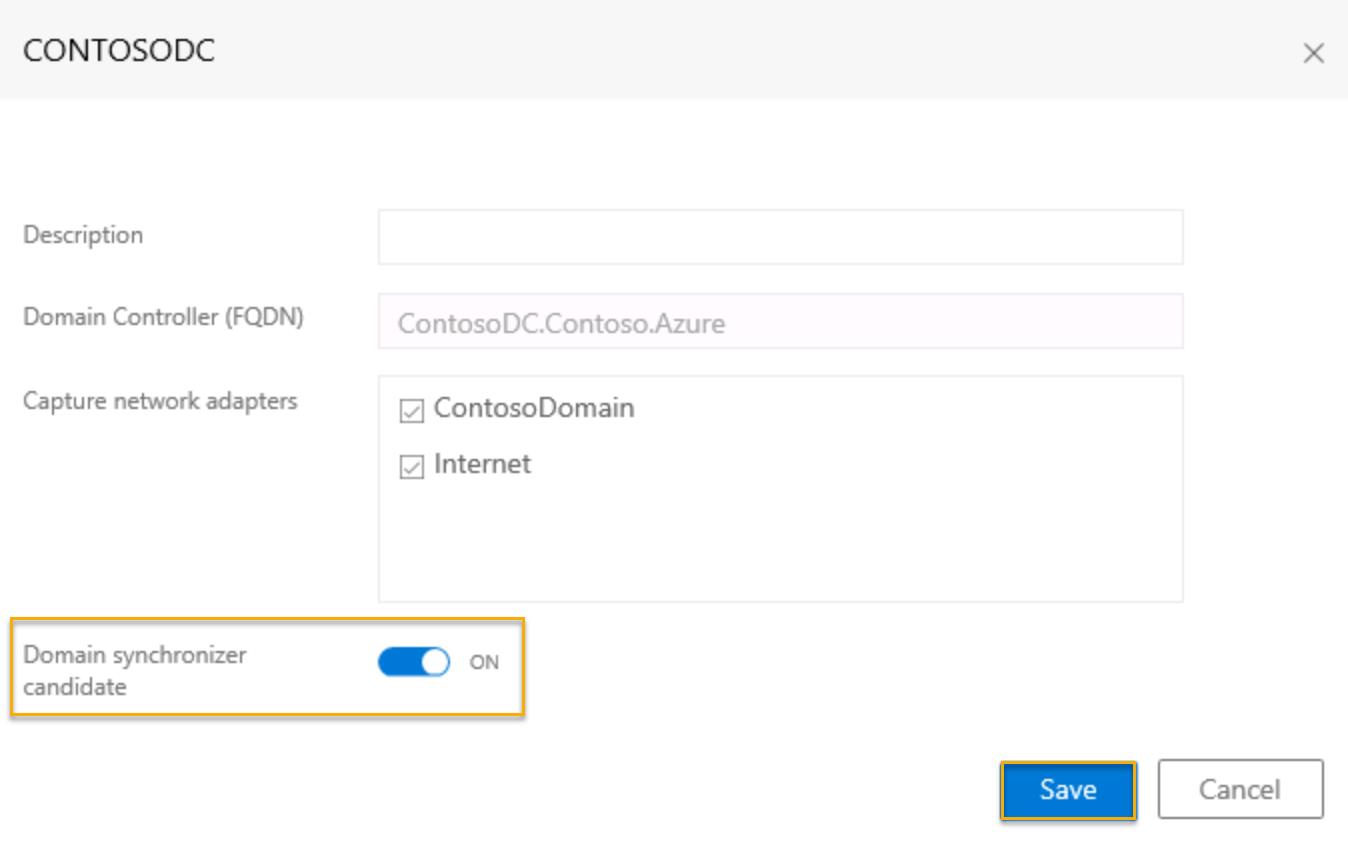 CONTOSODC
Description
Domain Controller (FQDN)
ContosoDC.Contoso.Azure
Capture network adapters
ContosoDomain
Internet
Domain synchronizer
candidate
ON
Save
Cancel